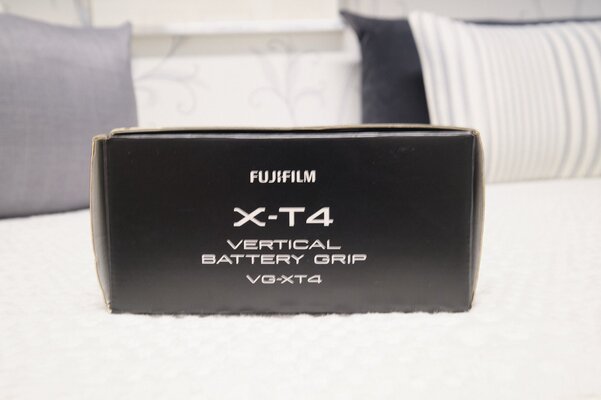 FUJIFILM
X-T4
VERTICAL
BATTERY GRIP
VG-XT4